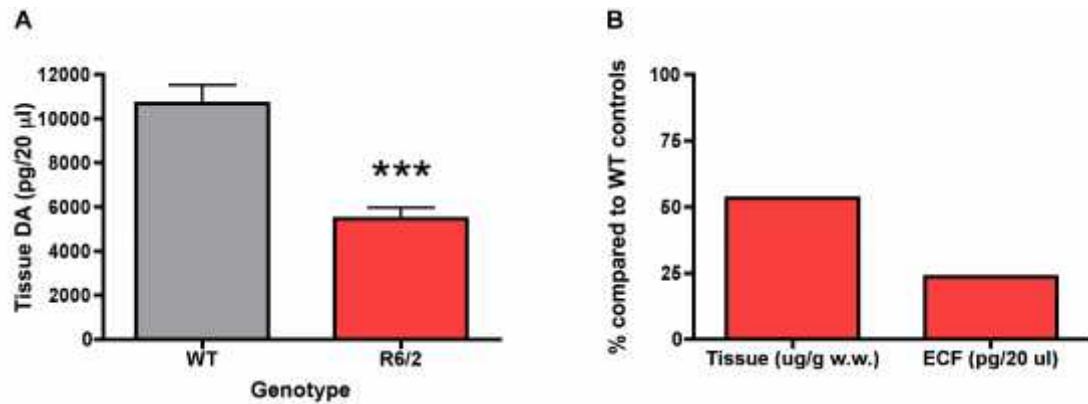 A
Tissue DA (pg/20 µl)
12000
10000
8000
6000
4000
2000
0
***
WT
R6/2
Genotype
B
% compared to WT controls
100
75
50
25
0
Tissue (ug/g w.w.)
ECF (pg/20 ul)